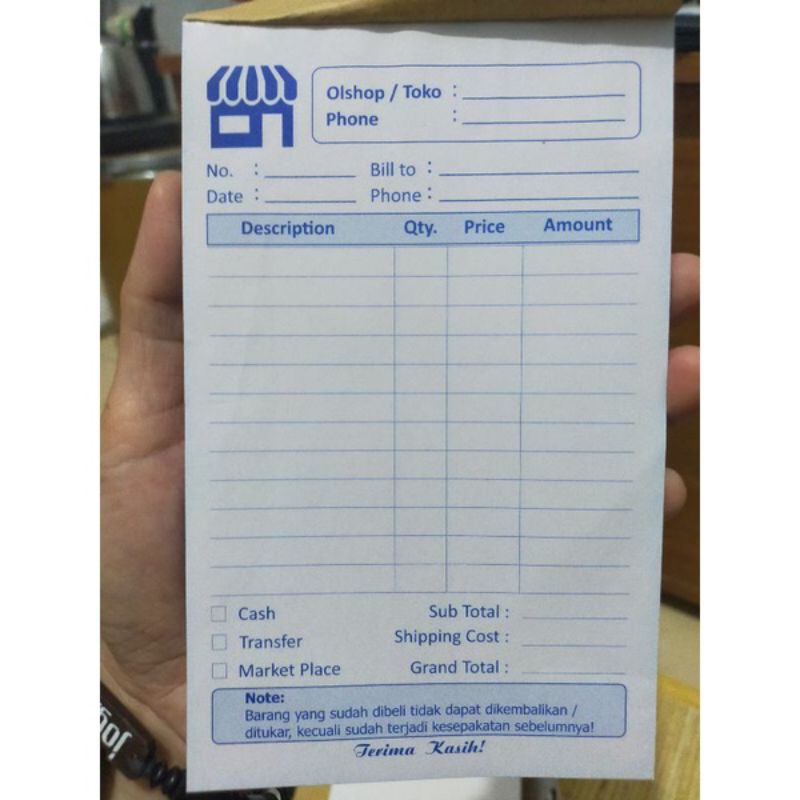 Olshop / Toko :
Phone :
No. : Bill to :
Date : Phone :
Description Qty. Price Amount
Cash Sub Total :
Transfer Shipping Cost :
Market Place Grand Total :
Note:
Barang yang sudah dibeli tidak dapat dikembalikan /
ditukar, kecuali sudah terjadi kesepakatan sebelumnya!
Terima Kasih!